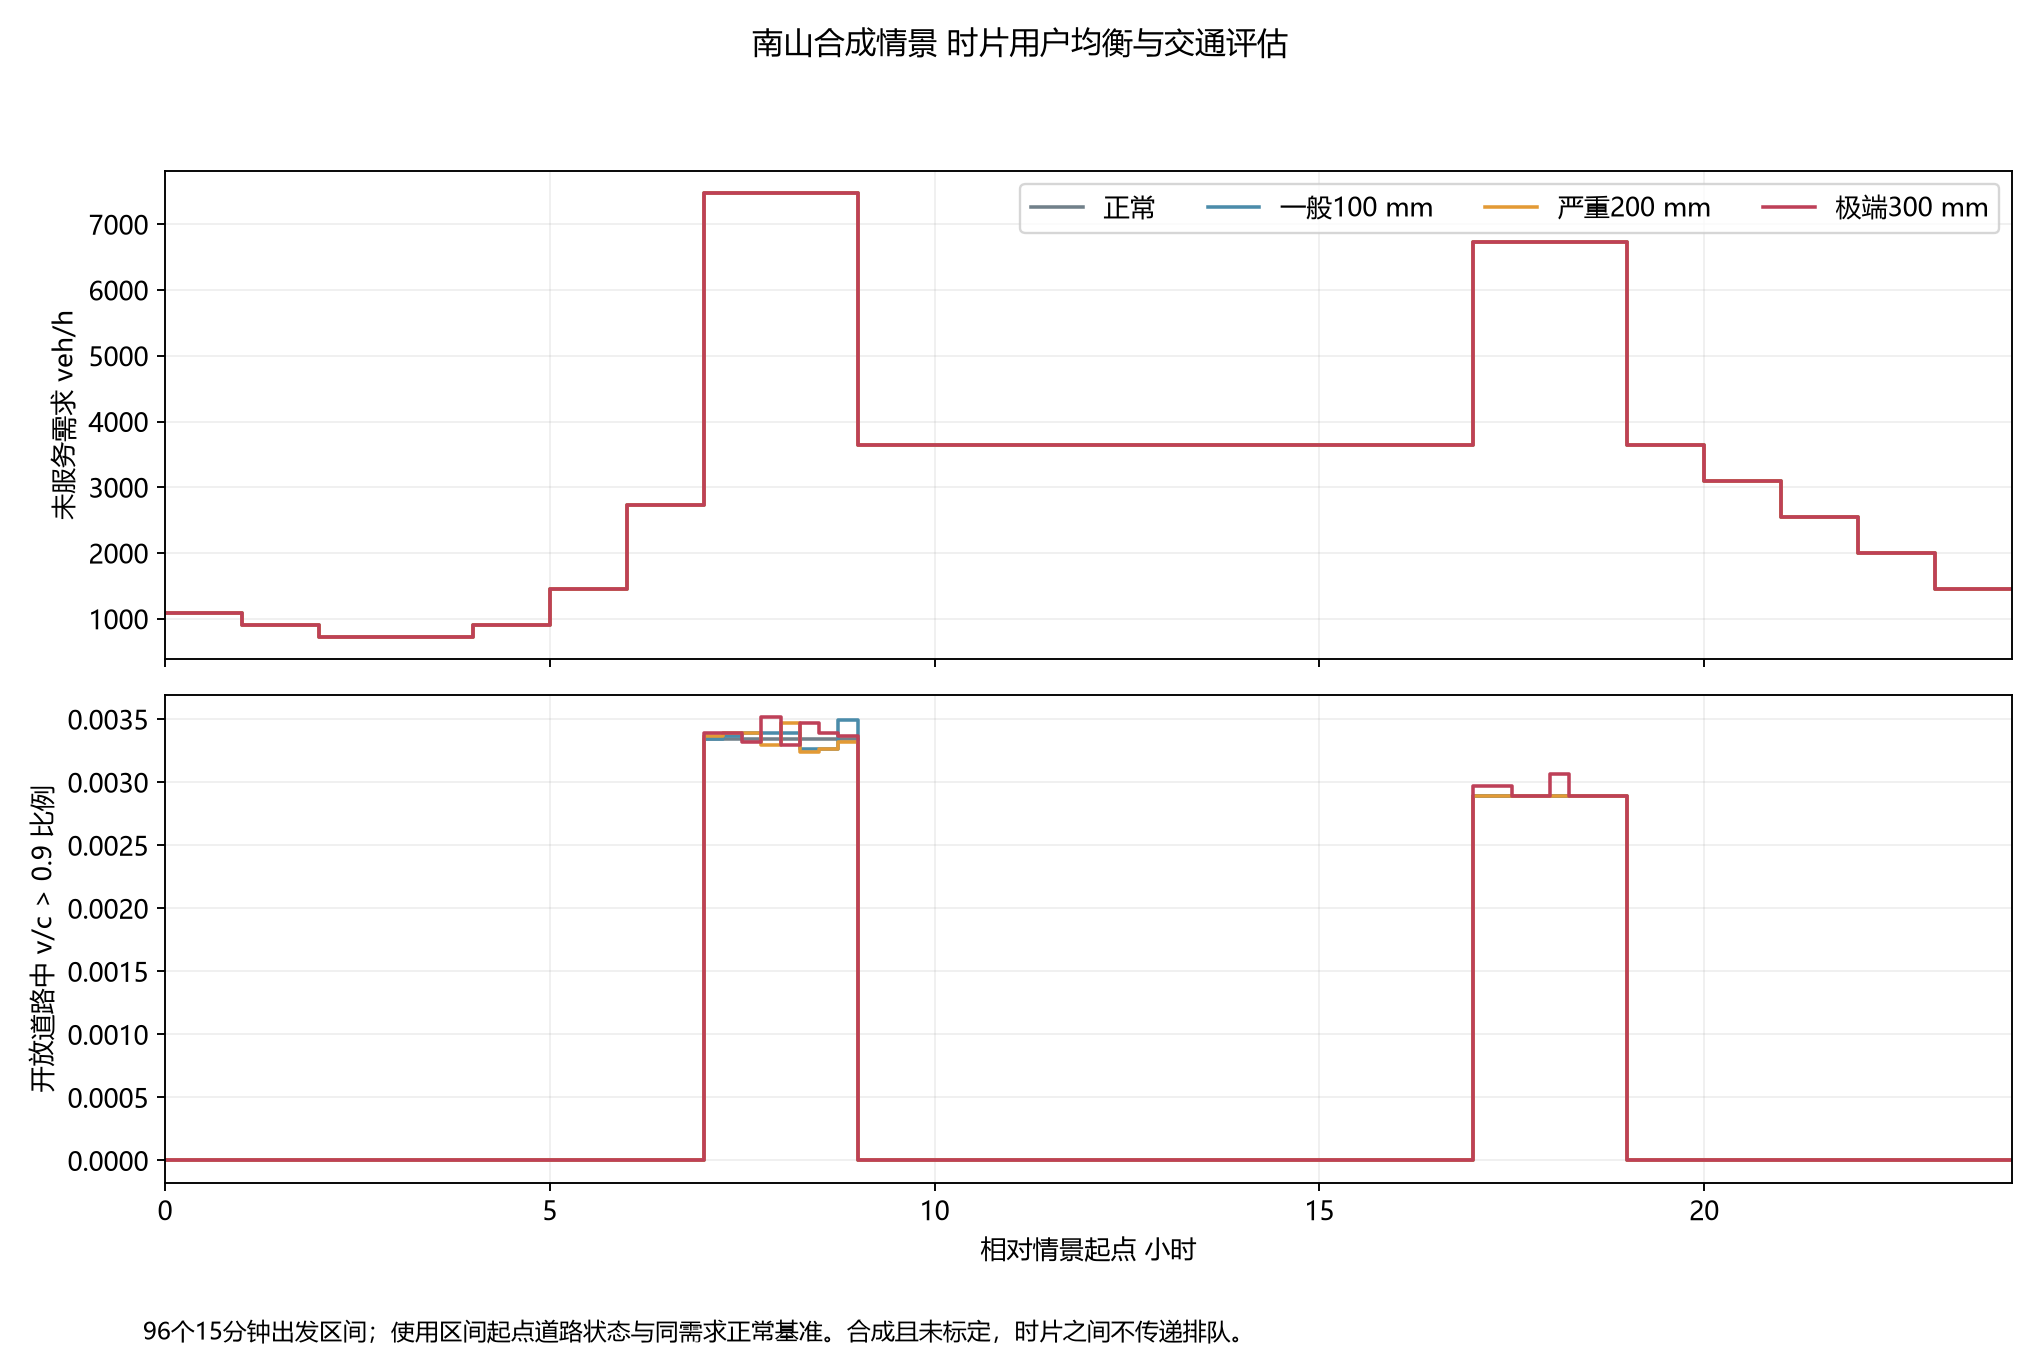 南山合成情景 时片用户均衡与交通评估
正常 一般100 mm 严重200 mm 极端300 mm
未服务需求 veh/h
7000
6000
5000
4000
3000
2000
1000
开放道路中 v/c > 0.9 比例
0.0035
0.0030
0.0025
0.0020
0.0015
0.0010
0.0005
0.0000
0 5 10 15 20
相对情景起点 小时
96个15分钟出发区间；使用区间起点道路状态与同需求正常基准。合成且未标定，时片之间不传递排队。